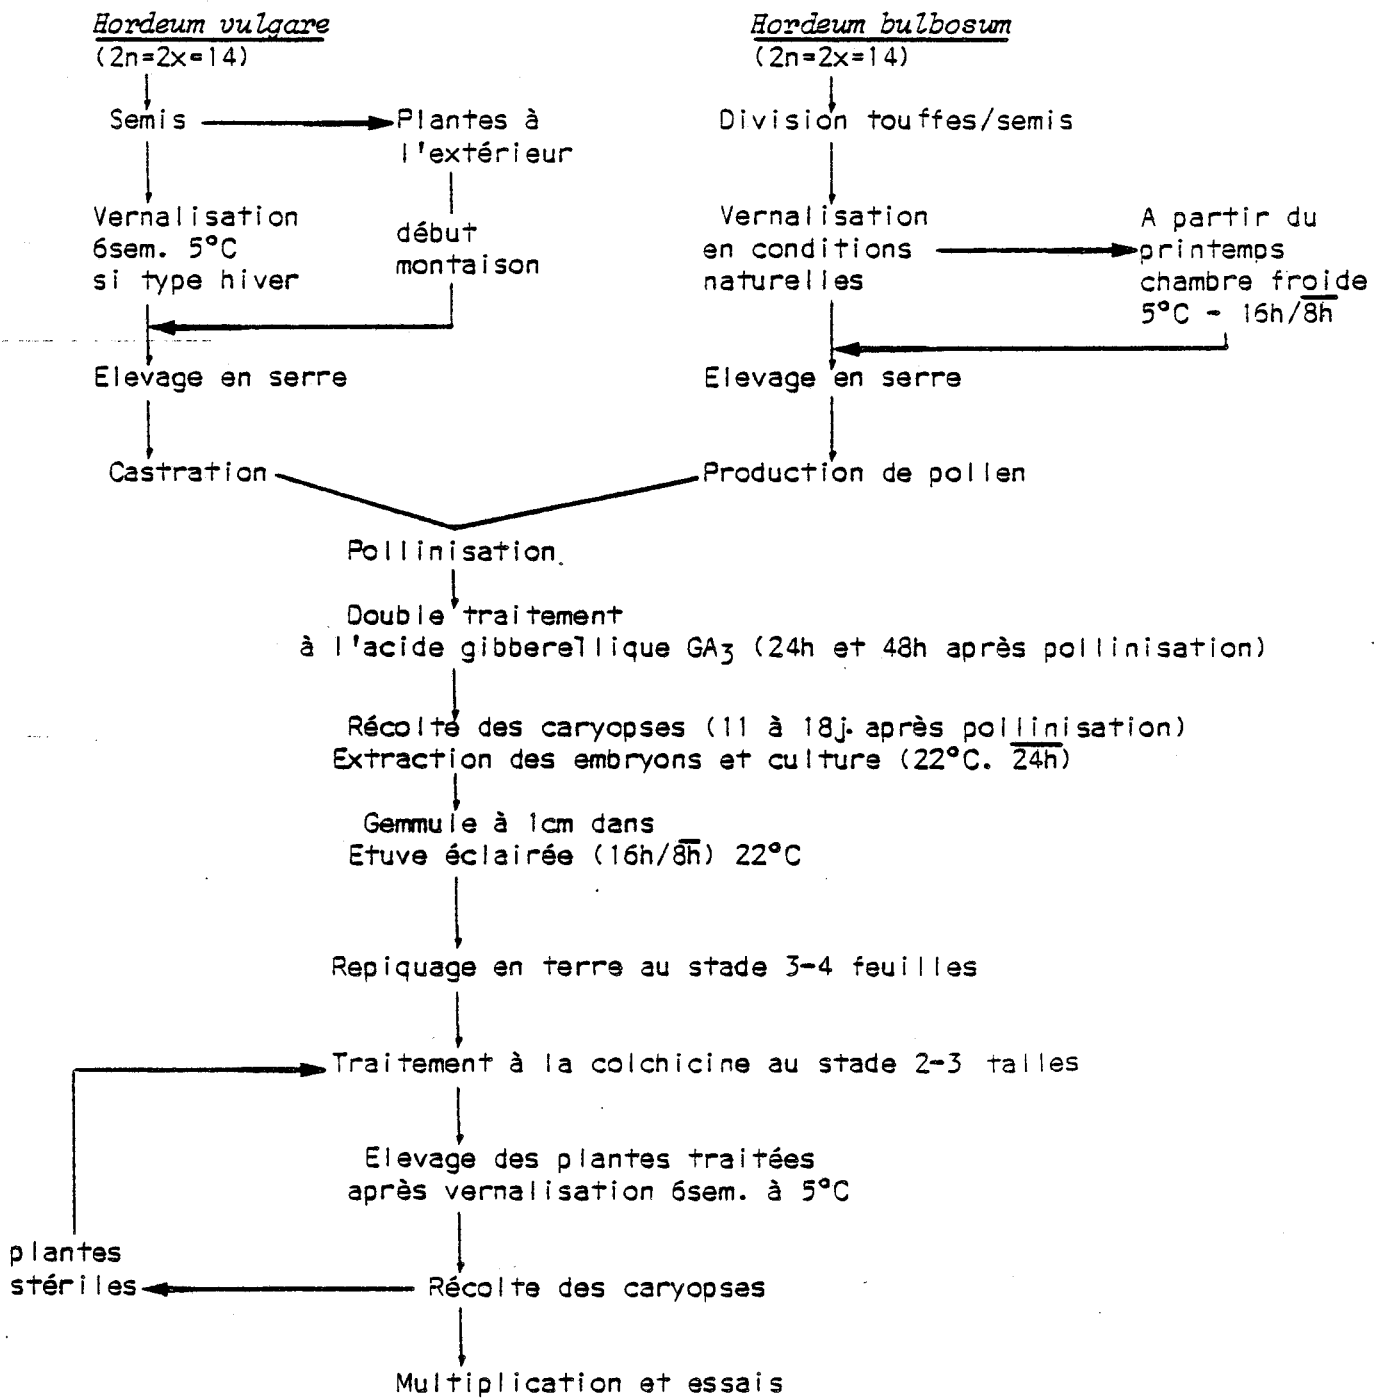 Hordeum vulgare
(2n=2x=14)
Semis
Plantes à
l'extérieur
Vernalisation
6sem. 5°C
si type hiver
début
montaison
Elevage en serre
Castration
Hordeum bulbosum
(2n=2x=14)
Division touffes/semis
Vernalisation
en conditions
naturelles
A partir du
printemps
chambre froide
5°C - 16h/8̅h̅
Elevage en serre
Production de pollen
Pollinisation.
Double traitement
à l'acide gibberellique GA3 (24h et 48h après pollinisation)
Récolte des caryopses (11 à 18j. après pollinisation)
Extraction des embryons et culture (22°C. 2̅4̅h̅)
Gemmule à 1cm dans
Etuve éclairée (16h/8̅h̅) 22°C
Repiquage en terre au stade 3-4 feuilles
Traitement à la colchicine au stade 2-3 talles
Elevage des plantes traitées
après vernalisation 6sem. à 5°C
plantes
stériles
Récolte des caryopses
Multiplication et essais